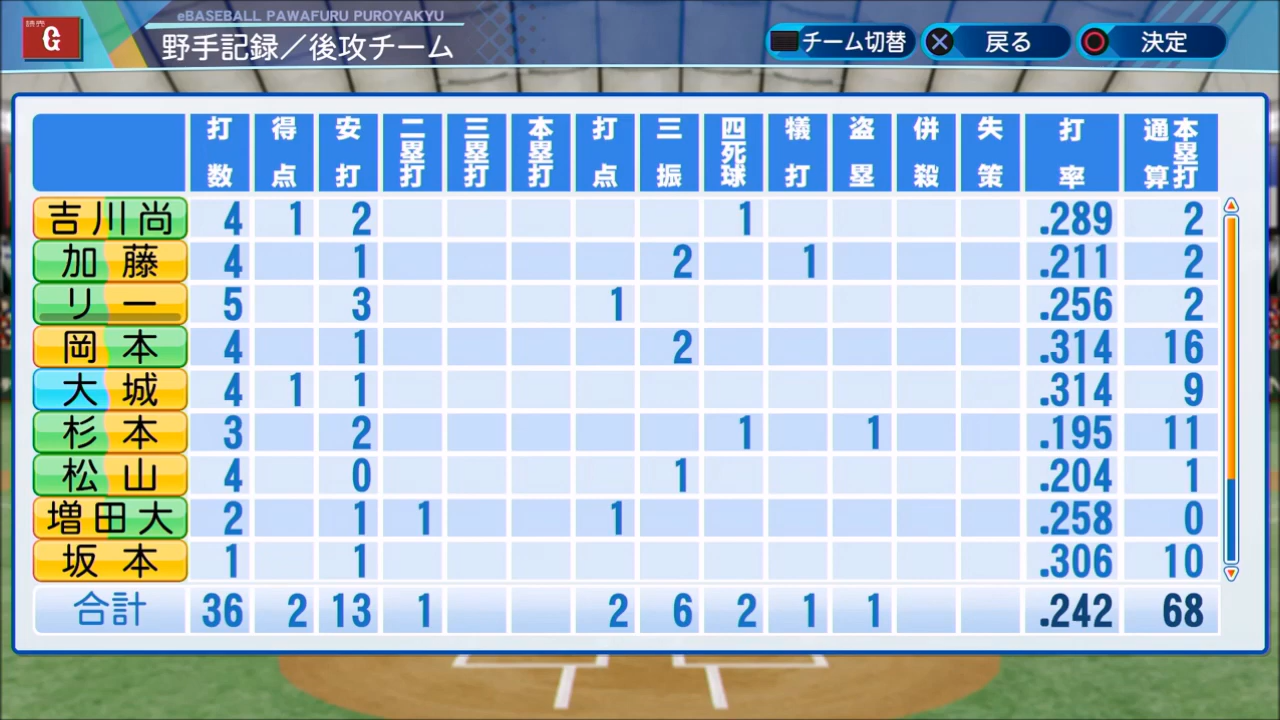 読売
G
eBASEBALL PAWAFURU PUROYAKYU
野手記録／後攻チーム
チーム切替 戻る 決定
打数 得点 安打 二塁打 三塁打 本塁打 打点 三振 四死球 犠打 盗塁 併殺 失策 打率 通算本塁打
吉川尚 4 1 2 1 .289 2
加藤 4 1 2 1 .211 2
リー 5 3 1 .256 2
岡本 4 1 2 .314 16
大城 4 1 1 .314 9
杉本 3 2 1 1 .195 11
松山 4 0 1 .204 1
増田大 2 1 1 1 .258 0
坂本 1 1 .306 10
合計 36 2 13 1 2 6 2 1 1 .242 68